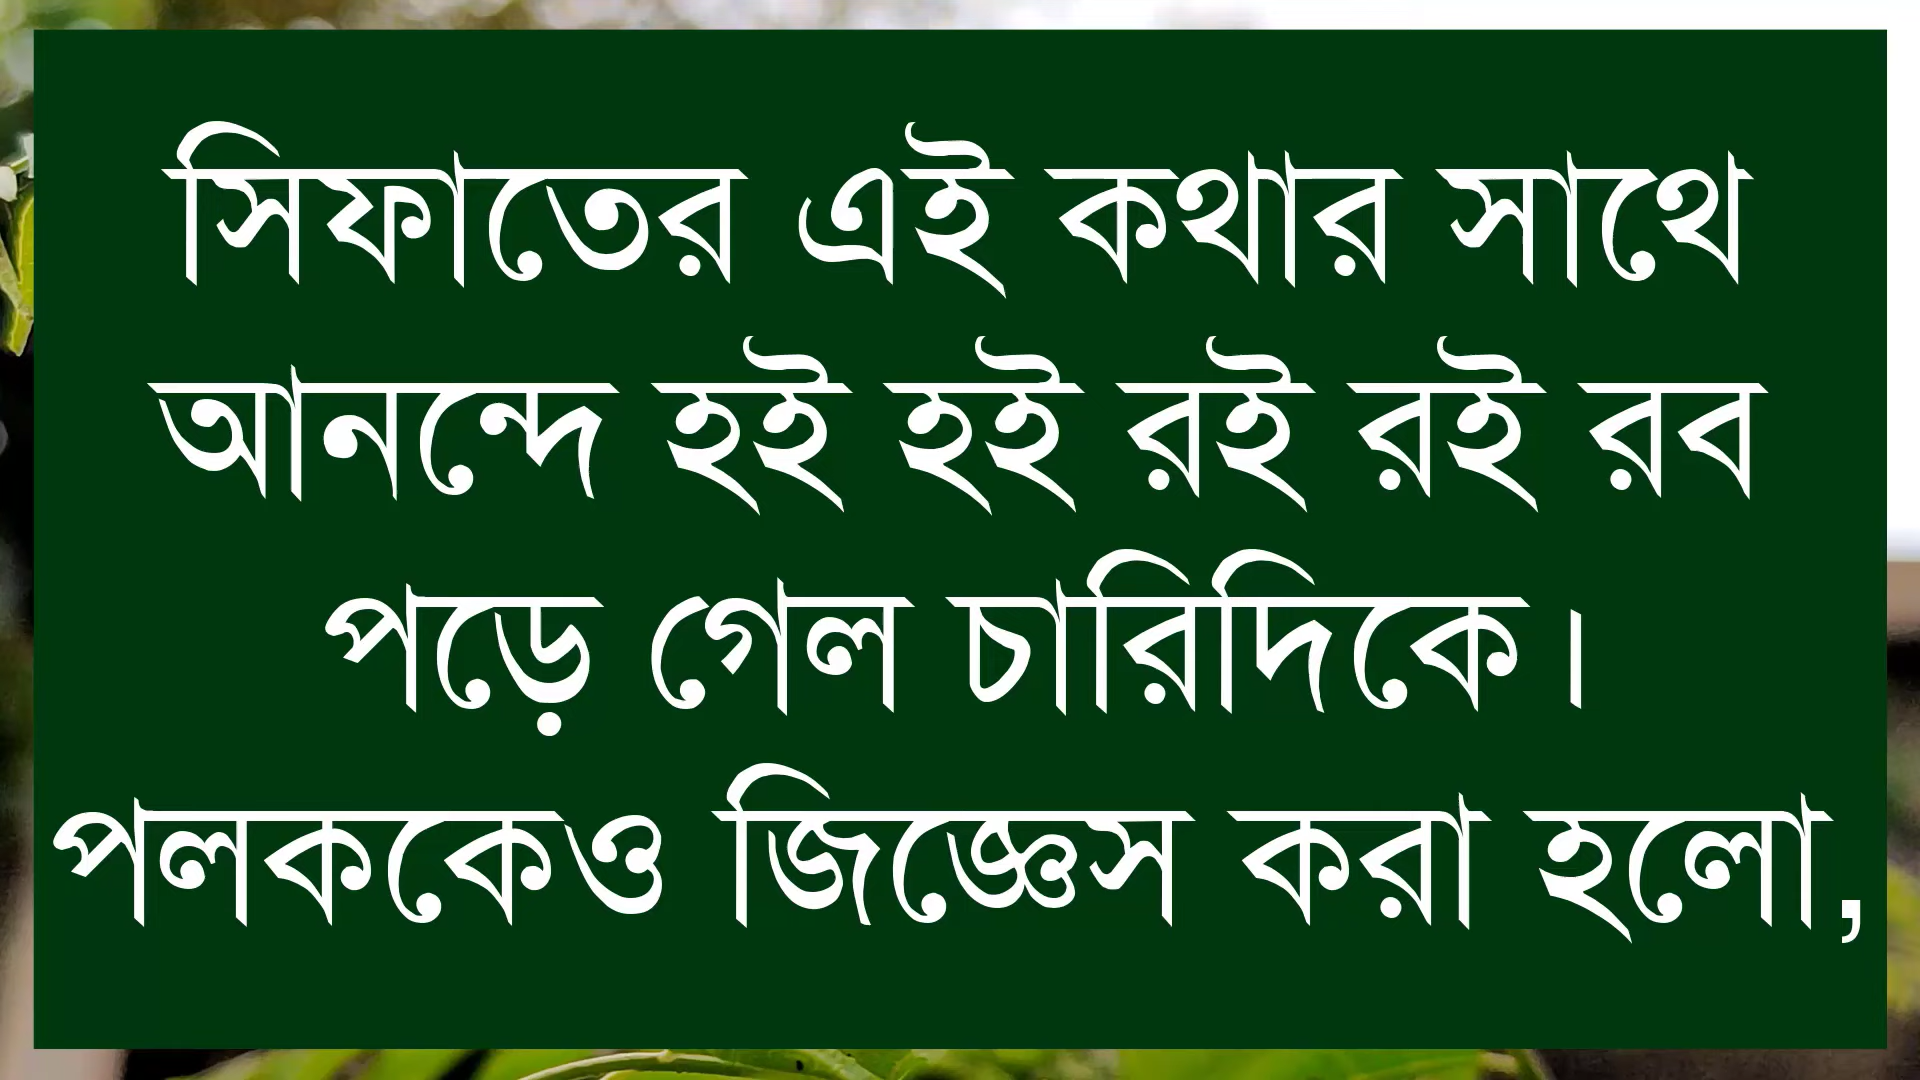 সিফাতের এই কথার সাথে
আনন্দে হই হই রই রই রব
পড়ে গেল চারিদিকে।
পলককেও জিজ্ঞেস করা হলো,